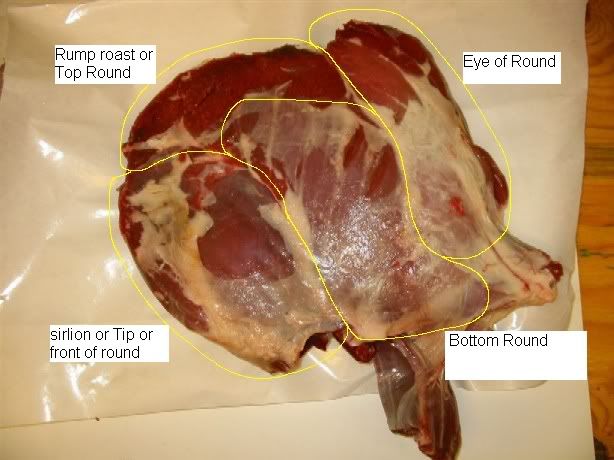 Rump roast or
Top Round
Eye of Round
sirlion or Tip or
front of round
Bottom Round